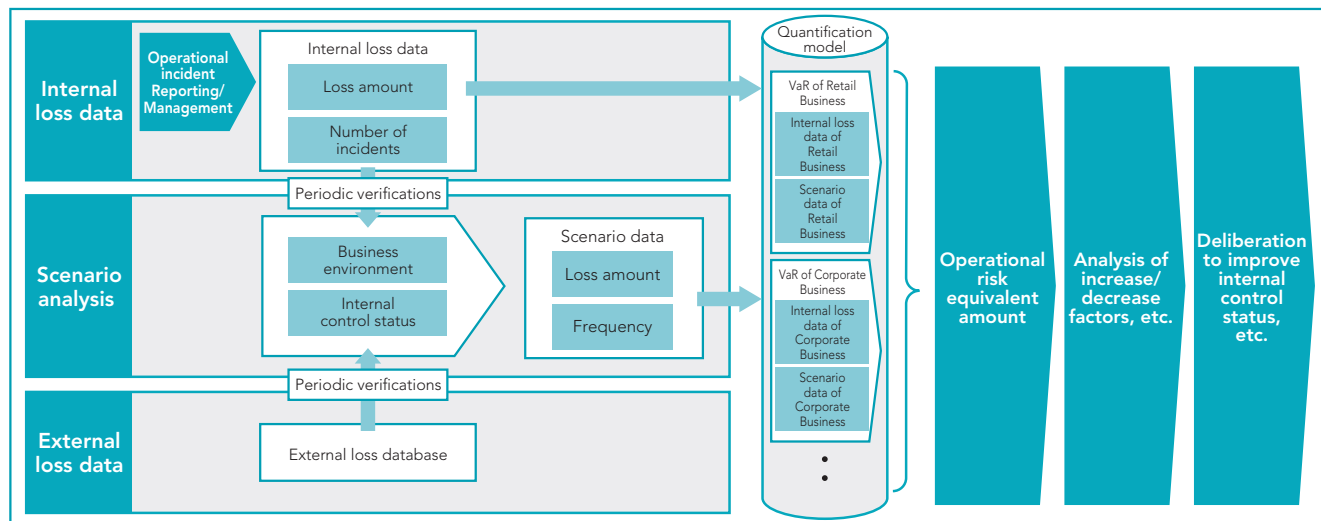 Internal
loss data
Operational
incident
Reporting/
Management
Internal loss data
Loss amount
Number of
incidents
Periodic verifications
Scenario
analysis
Business
environment
Internal
control status
Scenario data
Loss amount
Frequency
Periodic verifications
External
loss data
External loss database
Quantification
model
VaR of Retail
Business
Internal loss
data of
Retail
Business
Scenario
data of
Retail
Business
VaR of Corporate
Business
Internal loss
data of
Corporate
Business
Scenario
data of
Corporate
Business
Operational
risk
equivalent
amount
Analysis of
increase/
decrease
factors, etc.
Deliberation
to improve
internal
control
status,
etc.